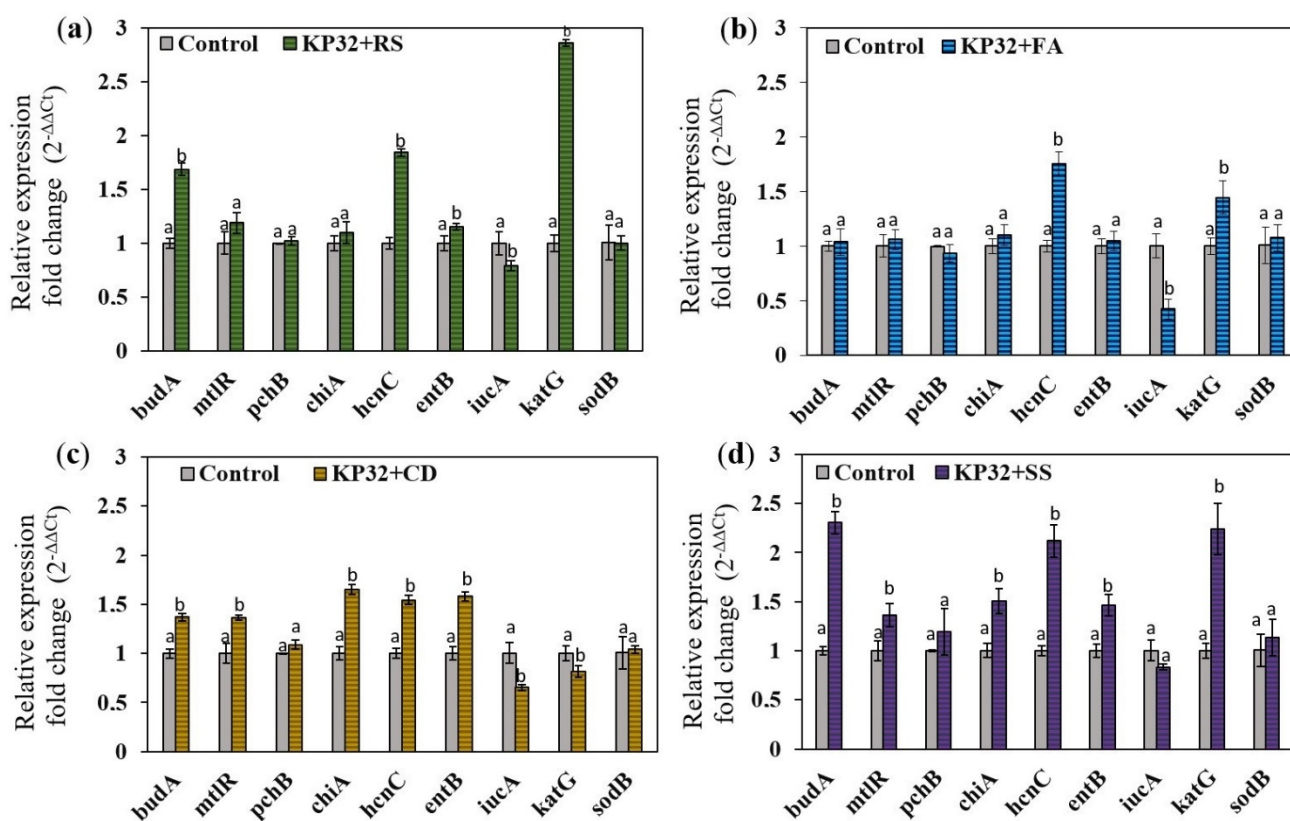 (a)
Control KP32+RS
Relative expression
fold change (2-ΔΔCt)
3
2.5
2
1.5
1
0.5
0
a b
a a
a a
a a
b
a b
a b
a b
a a
budA mtlR pchB chiA hcnC entB iucA katG sodB
(b)
Control KP32+FA
Relative expression
fold change (2-ΔΔCt)
3
2.5
2
1.5
1
0.5
0
a a
a a
a a
a a
a b
a a
a b
a b
a a
budA mtlR pchB chiA hcnC entB iucA katG sodB
(c)
Control KP32+CD
Relative expression
fold change (2-ΔΔCt)
3
2.5
2
1.5
1
0.5
0
a b
a b
a a
a b
a b
a b
a b
a b
a a
budA mtlR pchB chiA hcnC entB iucA katG sodB
(d)
Control KP32+SS
Relative expression
fold change (2-ΔΔCt)
3
2.5
2
1.5
1
0.5
0
a b
a b
a a
a b
a b
a b
a a
a b
a a
budA mtlR pchB chiA hcnC entB iucA katG sodB